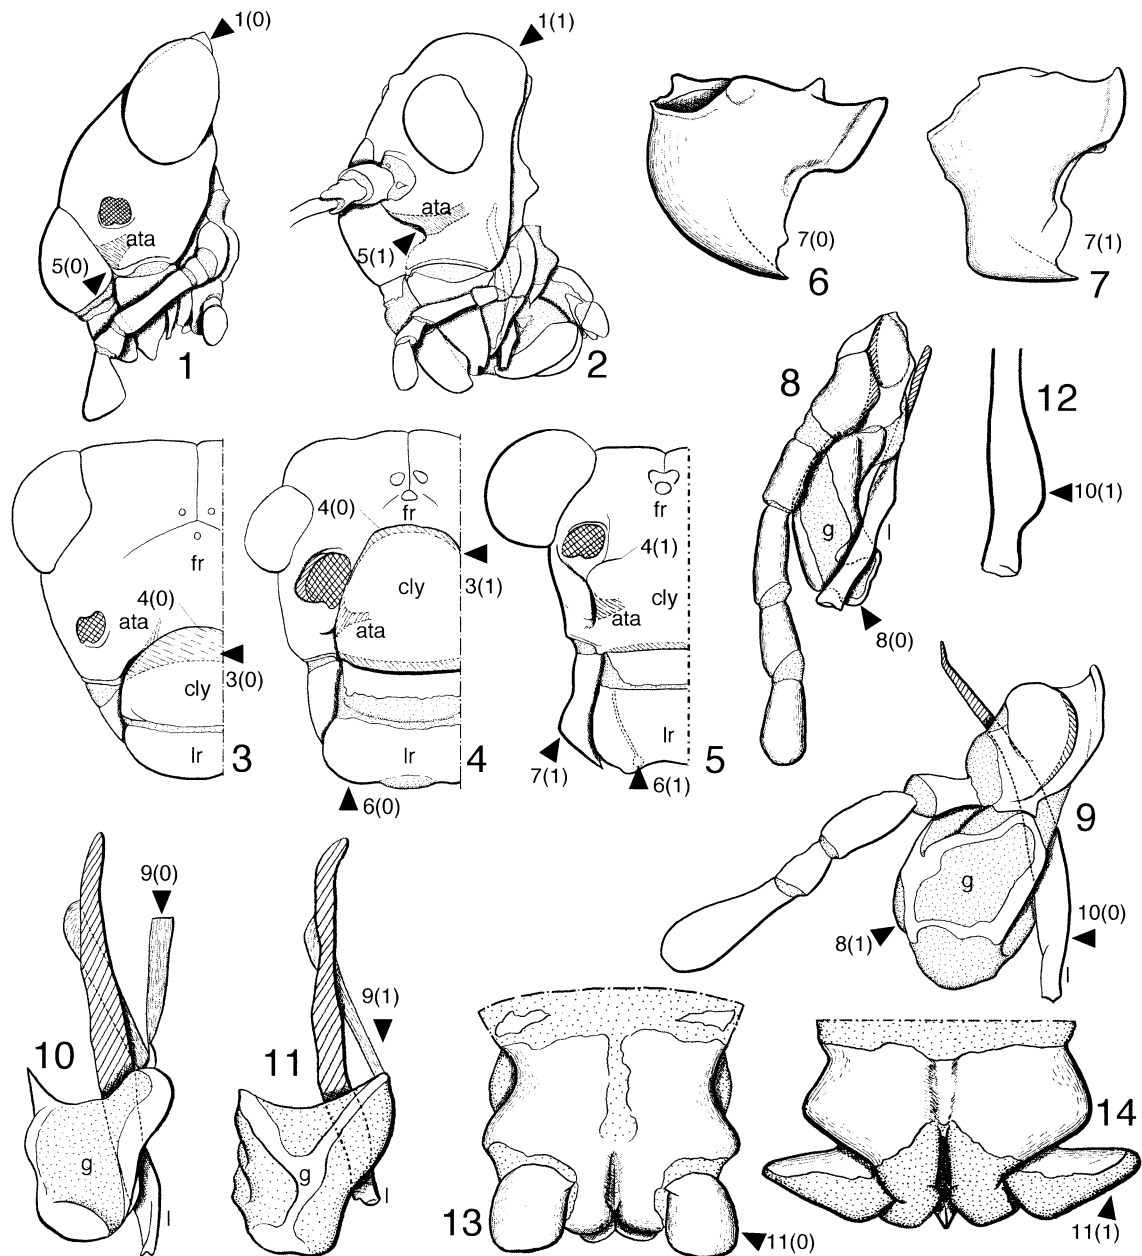 1(0)
ata
5(0)
1
1(1)
ata
5(1)
2
7(0)
6
7(1)
7
fr
4(0)
ata
3(0)
cly
lr
3
fr
4(0)
cly
3(1)
ata
lr
4
6(0)
fr
4(1)
cly
ata
lr
7(1)
6(1)
5
8
g
l
8(0)
12
10(1)
9
g
8(1)
10(0)
l
9(0)
10
g
l
9(1)
11
g
l
13
11(0)
14
11(1)